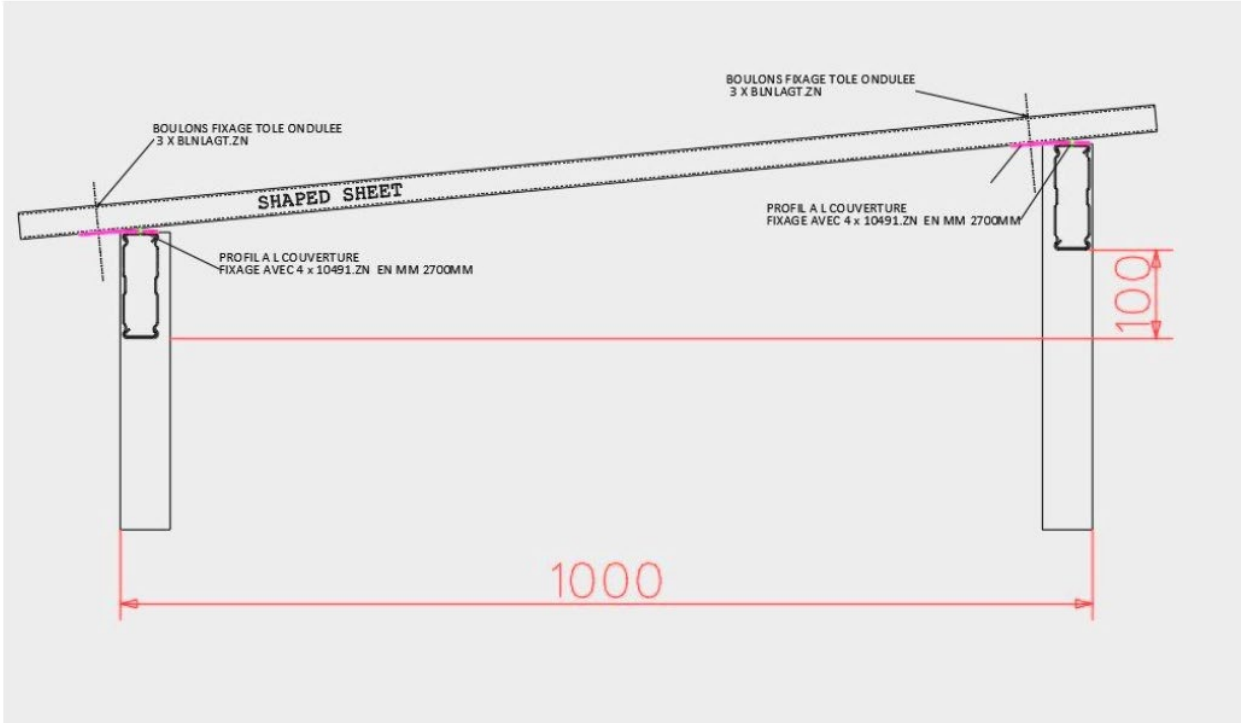 BOULONS FIXAGE TOLE ONDULEE
3 X BLNLAGT.ZN
BOULONS FIXAGE TOLE ONDULEE
3 X BLNLAGT.ZN
SHAPED SHEET
PROFIL A L COUVERTURE
FIXAGE AVEC 4 x 10491.ZN EN MM 2700MM
PROFIL A L COUVERTURE
FIXAGE AVEC 4 x 10491.ZN EN MM 2700MM
100
1000